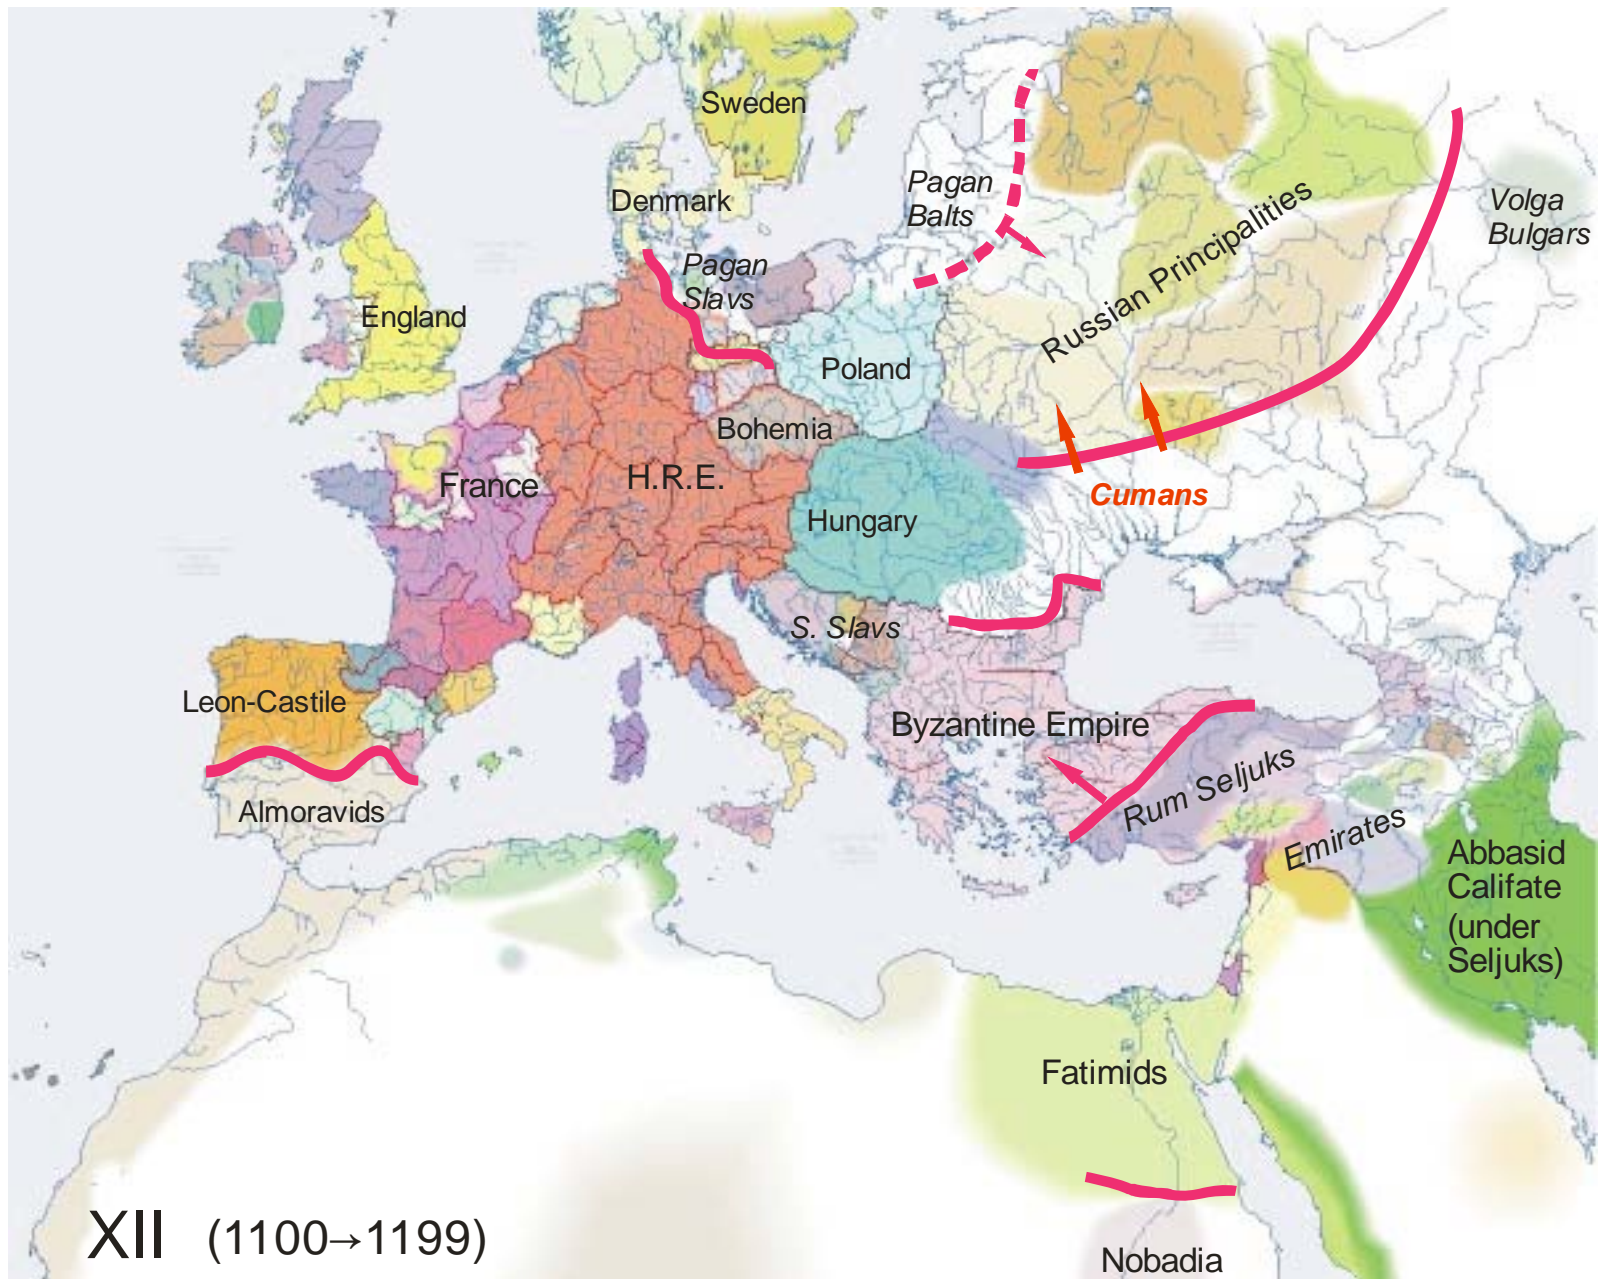 Sweden
Denmark
Pagan
Balts
Volga
Bulgars
Pagan
Slavs
Russian Principalities
England
Poland
Bohemia
France
H.R.E.
Cumans
Hungary
S. Slavs
Leon-Castile
Byzantine Empire
Rum Seljuks
Almoravids
Emirates
Abbasid
Califate
(under
Seljuks)
Fatimids
XII (1100→1199)
Nobadia